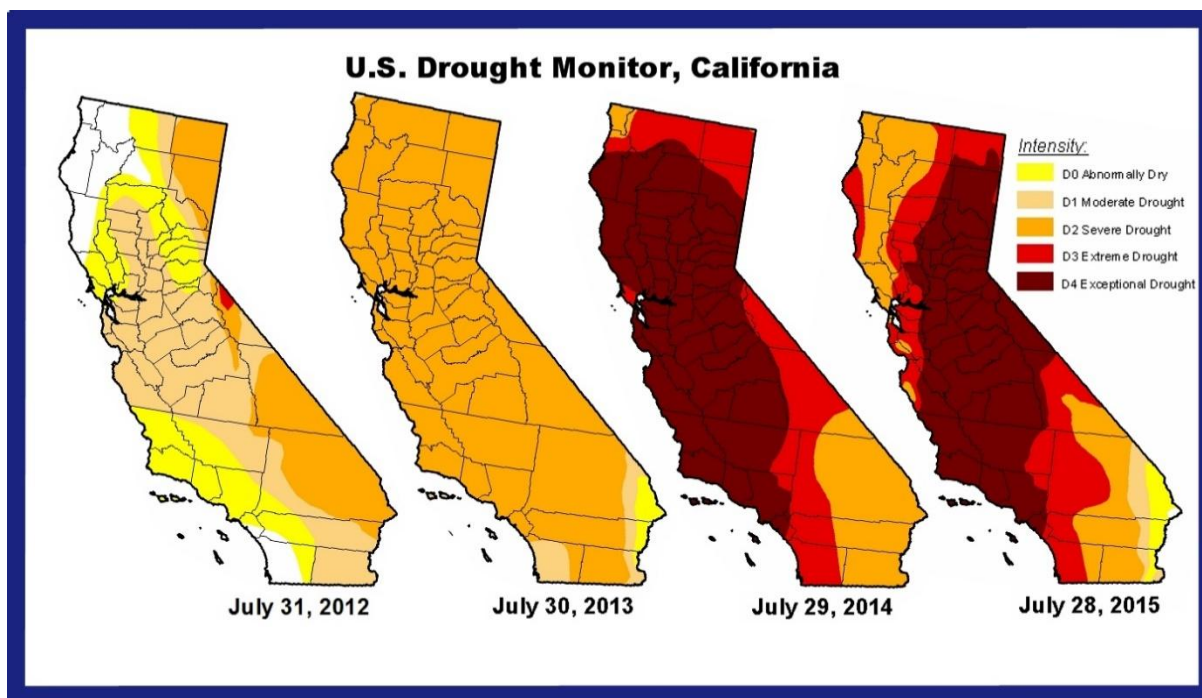 U.S. Drought Monitor, California
Intensity:
D0 Abnormally Dry
D1 Moderate Drought
D2 Severe Drought
D3 Extreme Drought
D4 Exceptional Drought
July 31, 2012
July 30, 2013
July 29, 2014
July 28, 2015